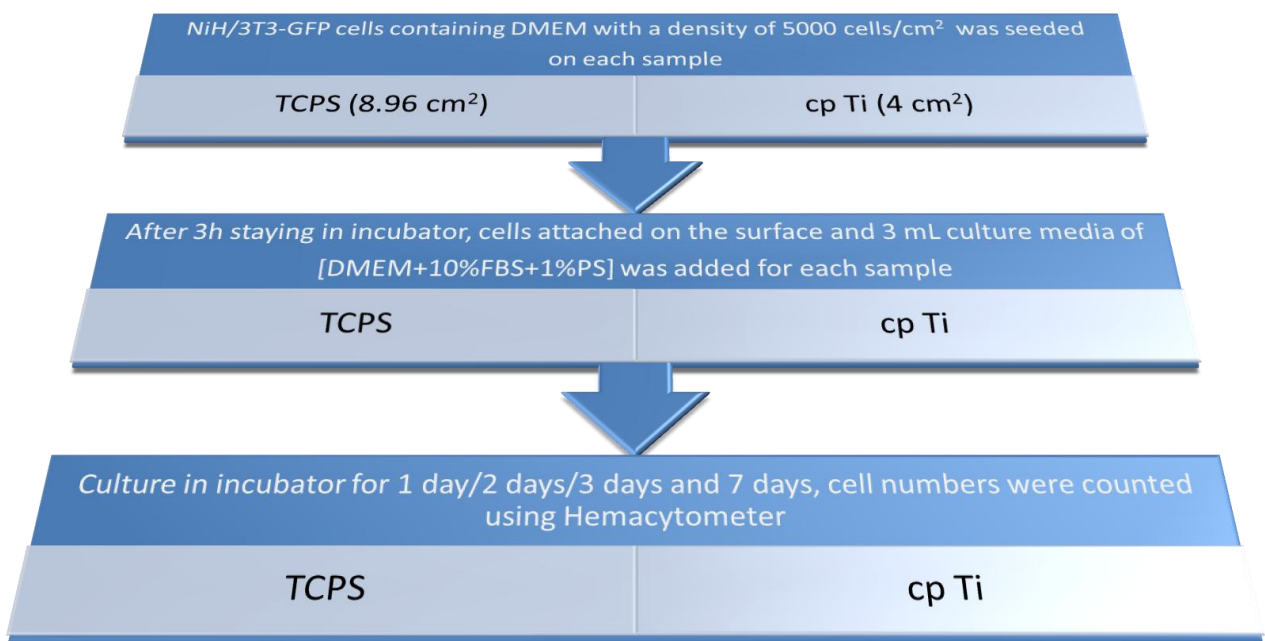 NiH/3T3-GFP cells containing DMEM with a density of 5000 cells/cm² was seeded
on each sample
TCPS (8.96 cm²)
cp Ti (4 cm²)
After 3h staying in incubator, cells attached on the surface and 3 mL culture media of
[DMEM+10%FBS+1%PS] was added for each sample
TCPS
cp Ti
Culture in incubator for 1 day/2 days/3 days and 7 days, cell numbers were counted
using Hemacytometer
TCPS
cp Ti